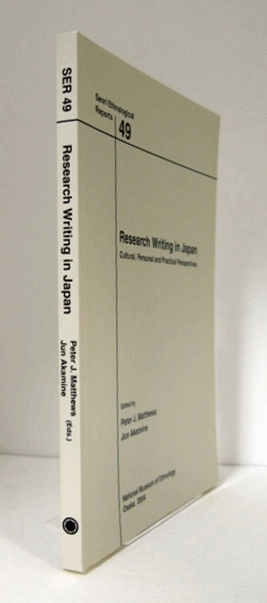 SER 49
Research Writing in Japan
Peter J. Matthews
Jun Akamine
(Eds.)
Senri Ethnological
Reports
49
Research Writing in Japan
Cultural, Personal and Practical Perspectives
Edited by
Peter J. Matthews
Jun Akamine
National Museum of Ethnology
Osaka 2004